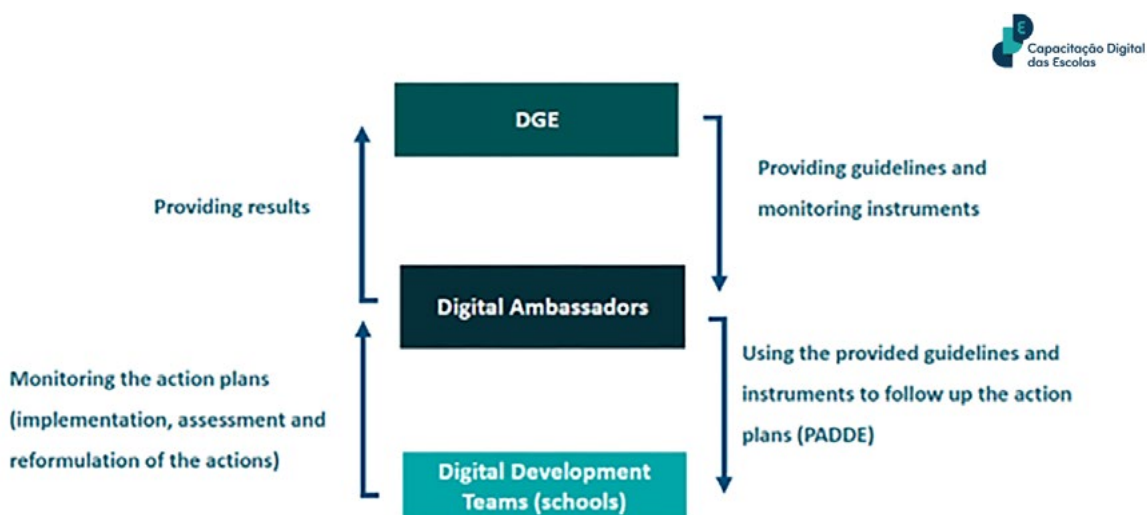 Capacitação Digital
das Escolas
DGE
Providing results
Providing guidelines and
monitoring instruments
Digital Ambassadors
Monitoring the action plans
(implementation, assessment and
reformulation of the actions)
Using the provided guidelines and
instruments to follow up the action
plans (PADDE)
Digital Development
Teams (schools)